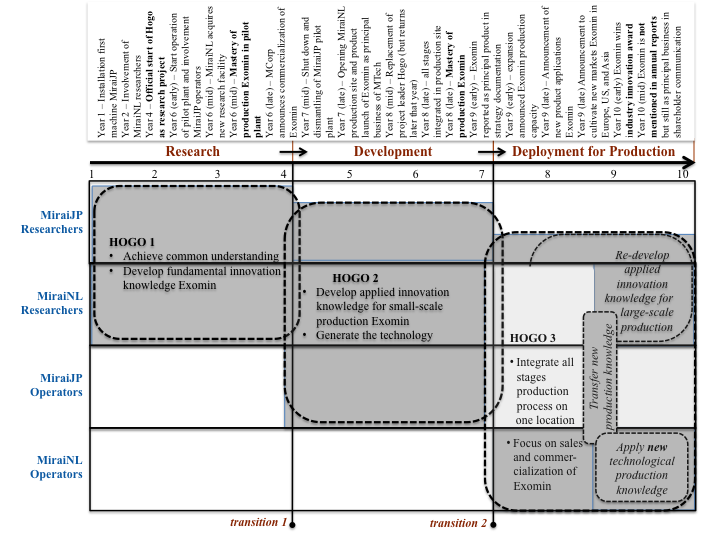 Year 1 – Installation first
machine MiraiJP
Year 2 – Involvement of
MiraiNL researchers
Year 4 – Official start of Hogo
as research project
Year 6 (early) – Start operation
of pilot plant and involvement
MiraiJP operators
Year 6 (mid) – MiraiNL acquires
new research facility
Year 6 (mid) – Mastery of
production Exomin in pilot
plant
Year 6 (late) – MCorp
announces commercialization of
Exomin
Year 7 (mid) – Shut down and
dismantling of MiraiJP pilot
plant
Year 7 (late) – Opening MiraiNL
production site and product
launch of Exomin as principal
business of MTech
Year 8 (mid) – Replacement of
project leader Hogo (but returns
later that year)
Year 8 (late) – all stages
integrated in production site
Year 8 (late) – Mastery of
production Exomin
Year 9 (early) – Exomin
reported as principal product in
strategy documentation
Year 9 (early) – expansion
announced Exomin production
capacity
Year 9 (late) – Announcement of
new product applications
Exomin
Year 9 (late) Announcement to
cultivate new markets Exomin in
Europe, U.S. and Asia
Year 10 (early) Exomin wins
industry innovation award
Year 10 (mid) Exomin is not
mentioned in annual reports
but still as principal business in
shareholder communication
Research
Development
Deployment for Production
1 2 3 4 5 6 7 8 9 10
MiraiJP
Researchers
MiraiNL
Researchers
MiraiJP
Operators
MiraiNL
Operators
HOGO 1
• Achieve common understanding
• Develop fundamental innovation
knowledge Exomin
HOGO 2
• Develop applied innovation
knowledge for small-scale
production Exomin
• Generate the technology
HOGO 3
• Integrate all
stages
production
process on
one location
• Focus on sales
and commer-
cialization of
Exomin
Re-develop
applied
innovation
knowledge for
large-scale
production
Transfer new
production knowledge
Apply new
technological
production
knowledge
transition 1
transition 2